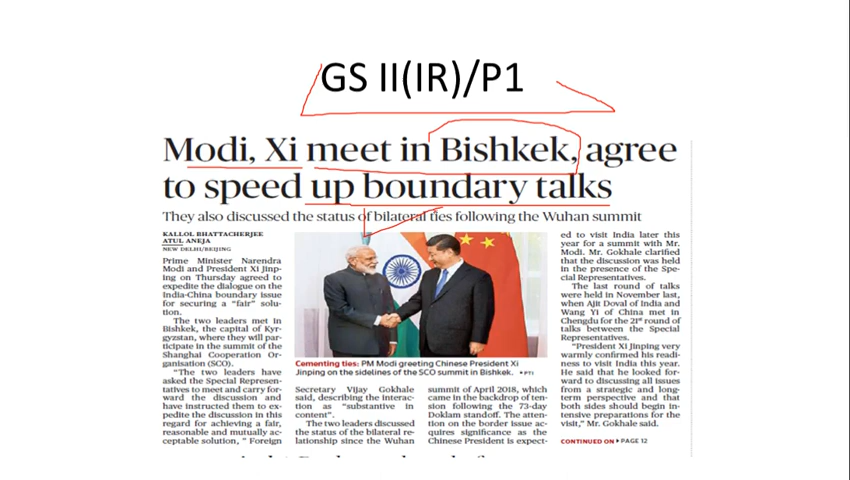 GS II(IR)/P1
Modi, Xi meet in Bishkek, agree
to speed up boundary talks
They also discussed the status of bilateral ties following the Wuhan summit
KALLOL BHATTACHERJEE
ATUL ANEJA
NEW DELHI/BEIJING
Prime Minister Narendra
Modi and President Xi Jinp-
ing on Thursday agreed to
expedite the dialogue on the
India-China boundary issue
for securing a “fair” solu-
tion.
The two leaders met in
Bishkek, the capital of Kyr-
gyzstan, where they will par-
ticipate in the summit of the
Shanghai Cooperation Or-
ganisation (SCO).
“The two leaders have
asked the Special Represen-
tatives to meet and carry for-
ward the discussion and
have instructed them to ex-
pedite the discussion in this
regard for achieving a fair,
reasonable and mutually ac-
ceptable solution, ” Foreign
Cementing ties: PM Modi greeting Chinese President Xi
Jinping on the sidelines of the SCO summit in Bishkek. • PTI
Secretary Vijay Gokhale
said, describing the interac-
tion as “substantive in
content”.
The two leaders discussed
the status of the bilateral re-
lationship since the Wuhan
summit of April 2018, which
came in the backdrop of ten-
sion following the 73-day
Doklam standoff. The atten-
tion on the border issue ac-
quires significance as the
Chinese President is expect-
ed to visit India later this
year for a summit with Mr.
Modi. Mr. Gokhale clarified
that the discussion was held
in the presence of the Spe-
cial Representatives.
The last round of talks
were held in November last,
when Ajit Doval of India and
Wang Yi of China met in
Chengdu for the 21st round of
talks between the Special
Representatives.
“President Xi Jinping very
warmly confirmed his readi-
ness to visit India this year.
He said that he looked for-
ward to discussing all issues
from a strategic and long-
term perspective and that
both sides should begin in-
tensive preparations for the
visit,” Mr. Gokhale said.
CONTINUED ON ▸ PAGE 12